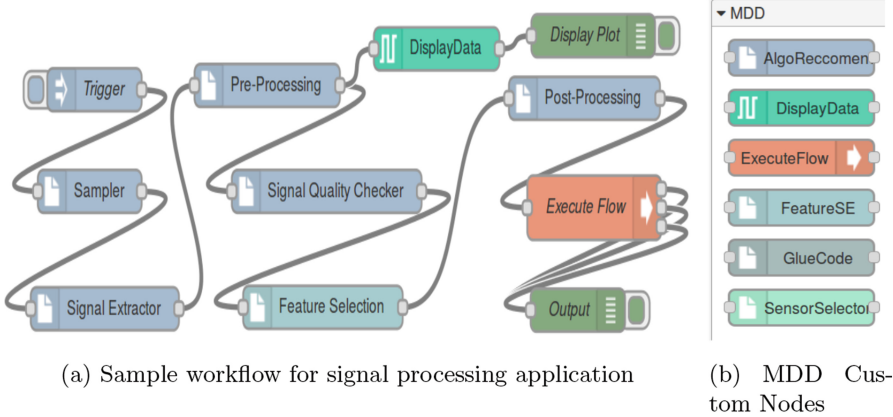 Trigger
Sampler
Signal Extractor
Pre-Processing
Signal Quality Checker
Feature Selection
DisplayData
Display Plot
Post-Processing
Execute Flow
Output
(a) Sample workflow for signal processing application
MDD
AlgoReccomen
DisplayData
ExecuteFlow
FeatureSE
GlueCode
SensorSelector
(b) MDD Cus-
tom Nodes